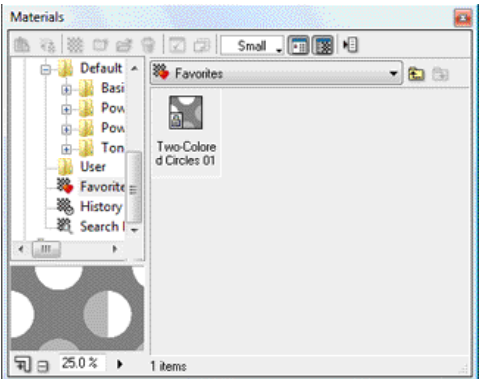 Materials
Small
Default
Basi
Pow
Pow
Ton
User
Favorite
History
Search
Favorites
Two-Colore
d Circles 01
25.0 %
1 items